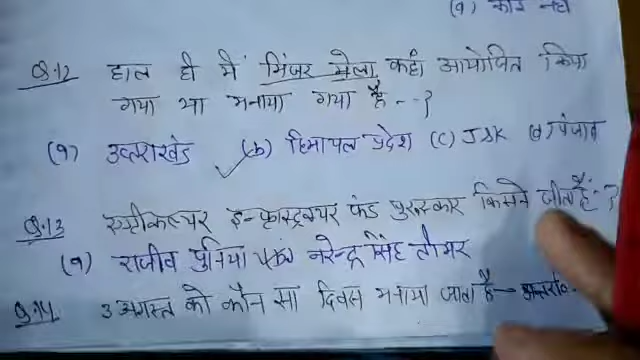 (d) कोई नहीं
Q.12 हाल ही में मिंजर मेला कहाँ आयोजित किया
गया था मनाया गया है--?
(a) उत्तराखंड (b) हिमाचल प्रदेश (C) J&K (d) पंजाब
Q.13 एग्रीकल्चर इन्फ्रास्ट्रक्चर फंड पुरुस्कार किसने जीता है--?
(a) राजीव पुनिया (b) नरेन्द्र सिंह तौमर
Q.14 3 अगस्त को कौन सा दिवस मनाया जाता है-